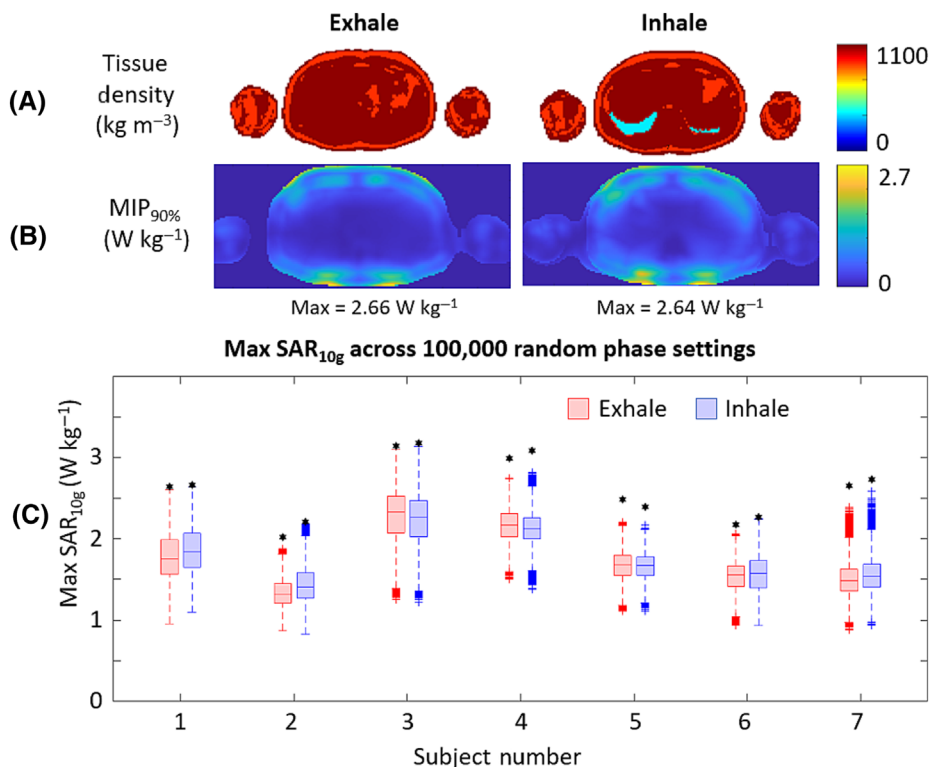 Exhale
Inhale
(A)
Tissue
density
(kg m⁻³)
1100
0
(B)
MIP90%
(W kg⁻¹)
2.7
0
Max = 2.66 W kg⁻¹
Max = 2.64 W kg⁻¹
Max SAR10g across 100,000 random phase settings
(C)
Max SAR10g (W kg⁻¹)
Exhale
Inhale
3
2
1
0
1 2 3 4 5 6 7
Subject number